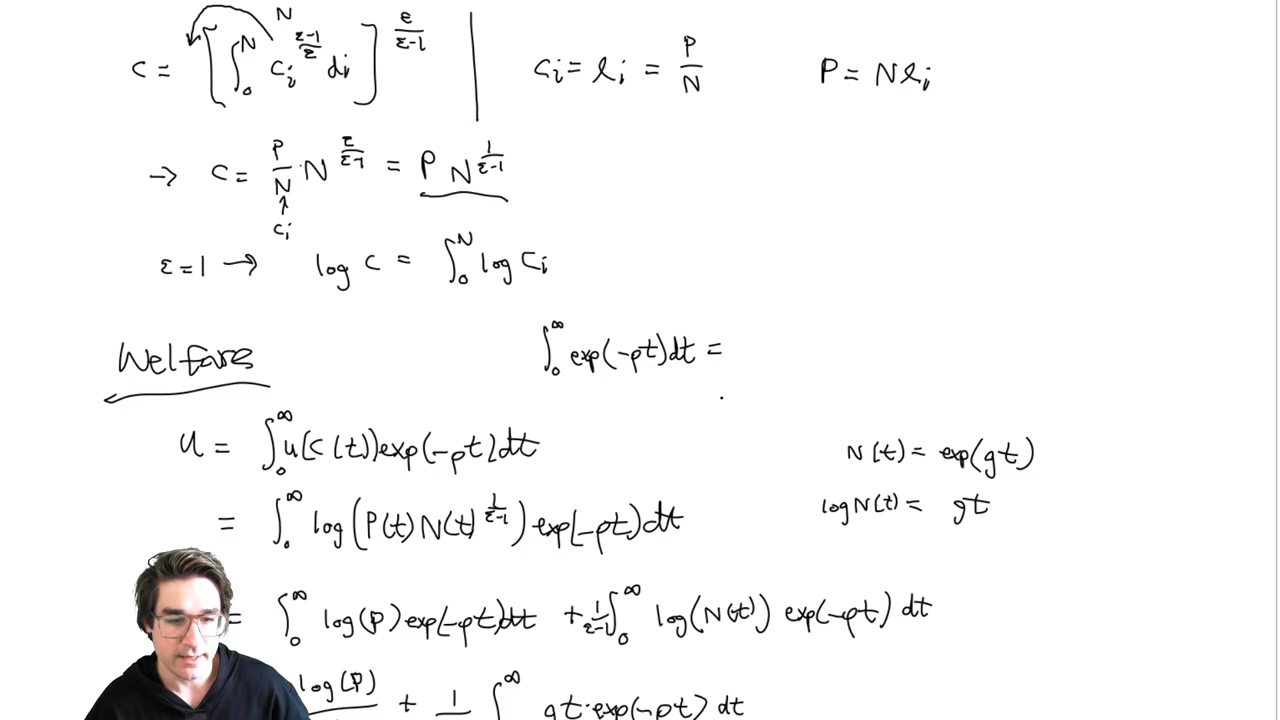 N
C = [∫₀ᴺ Cᵢ^((ε-1)/ε) di]^(e/(ε-1)) | Cᵢ = lᵢ = P/N P = Nlᵢ
→ C = P/N · N^(ε/(ε-1)) = P N^(1/(ε-1))
↑
Cᵢ
ε=1 → log C = ∫₀ᴺ log Cᵢ
Welfare ∫₀^∞ exp(-ρt)dt =
U = ∫₀^∞ u(C(t))exp(-ρt)dt N(t) = exp(gt)
= ∫₀^∞ log(P(t)N(t)^(1/(ε-1))) exp(-ρt)dt log N(t) = gt
= ∫₀^∞ log(P)exp(-ρt)dt + 1/(ε-1) ∫₀^∞ log(N(t)) exp(-ρt) dt
log(P) + 1 ∫^∞ gt·exp(-ρt) dt